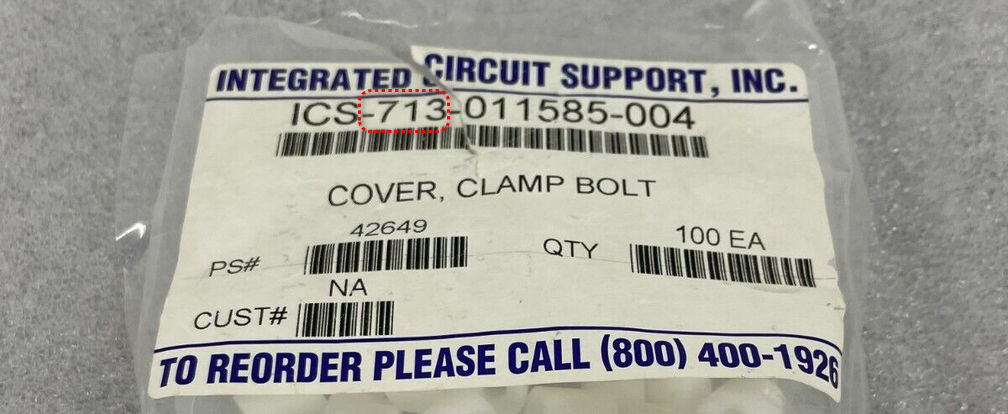 INTEGRATED CIRCUIT SUPPORT, INC.
ICS-713-011585-004
COVER, CLAMP BOLT
42649
PS#
QTY
100 EA
NA
CUST#
TO REORDER PLEASE CALL (800) 400-1926